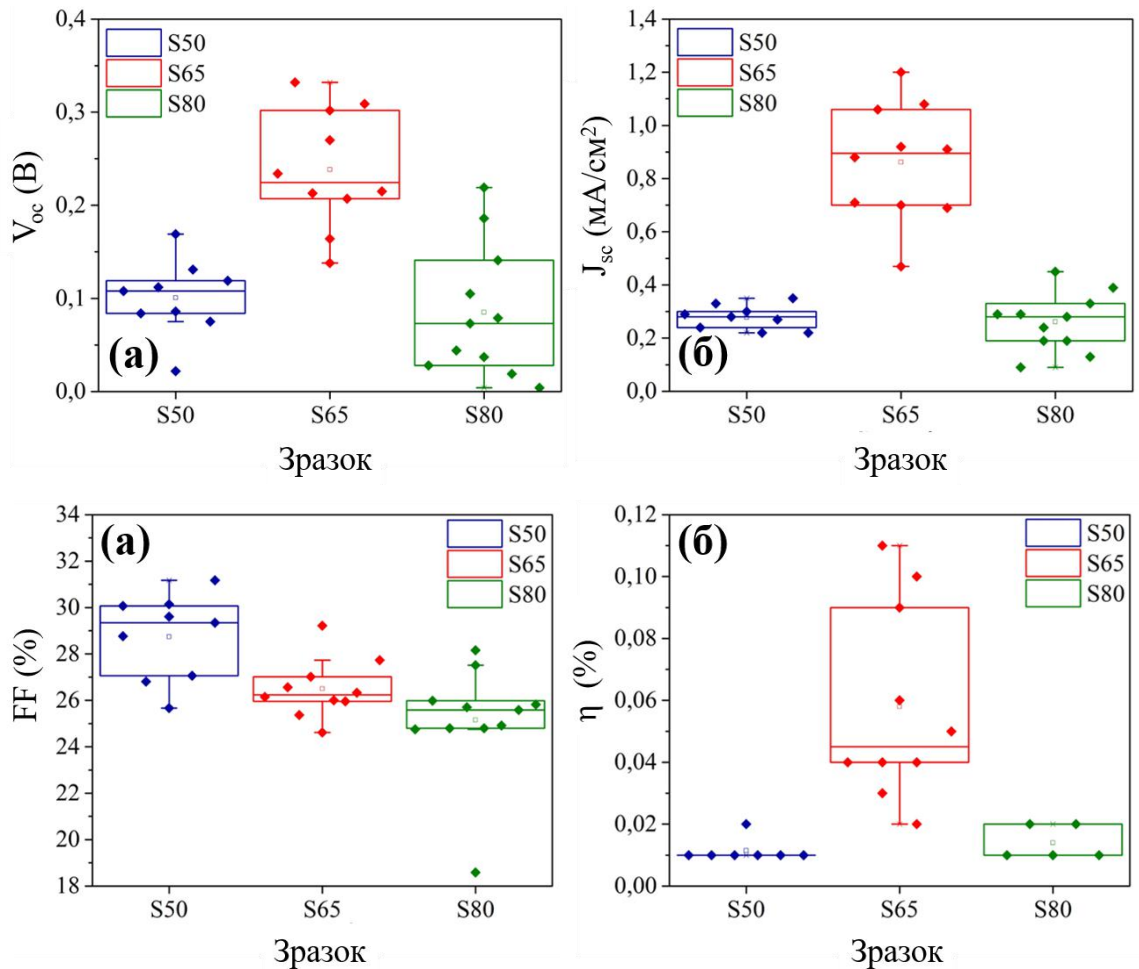 (а)
S50
S65
S80
V_oc (В)
0,4
0,3
0,2
0,1
0,0
S50 S65 S80
Зразок
(б)
S50
S65
S80
J_sc (мА/см²)
1,4
1,2
1,0
0,8
0,6
0,4
0,2
0,0
S50 S65 S80
Зразок
(а)
S50
S65
S80
FF (%)
34
32
30
28
26
24
22
20
18
S50 S65 S80
Зразок
(б)
S50
S65
S80
η (%)
0,12
0,10
0,08
0,06
0,04
0,02
0,00
S50 S65 S80
Зразок